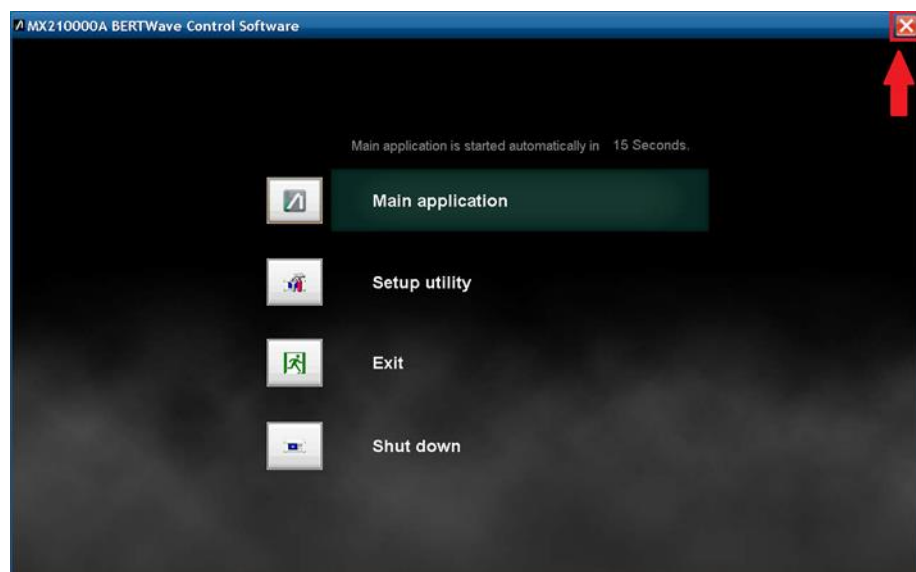 MX210000A BERTWave Control Software
Main application is started automatically in 15 Seconds.
Main application
Setup utility
Exit
Shut down